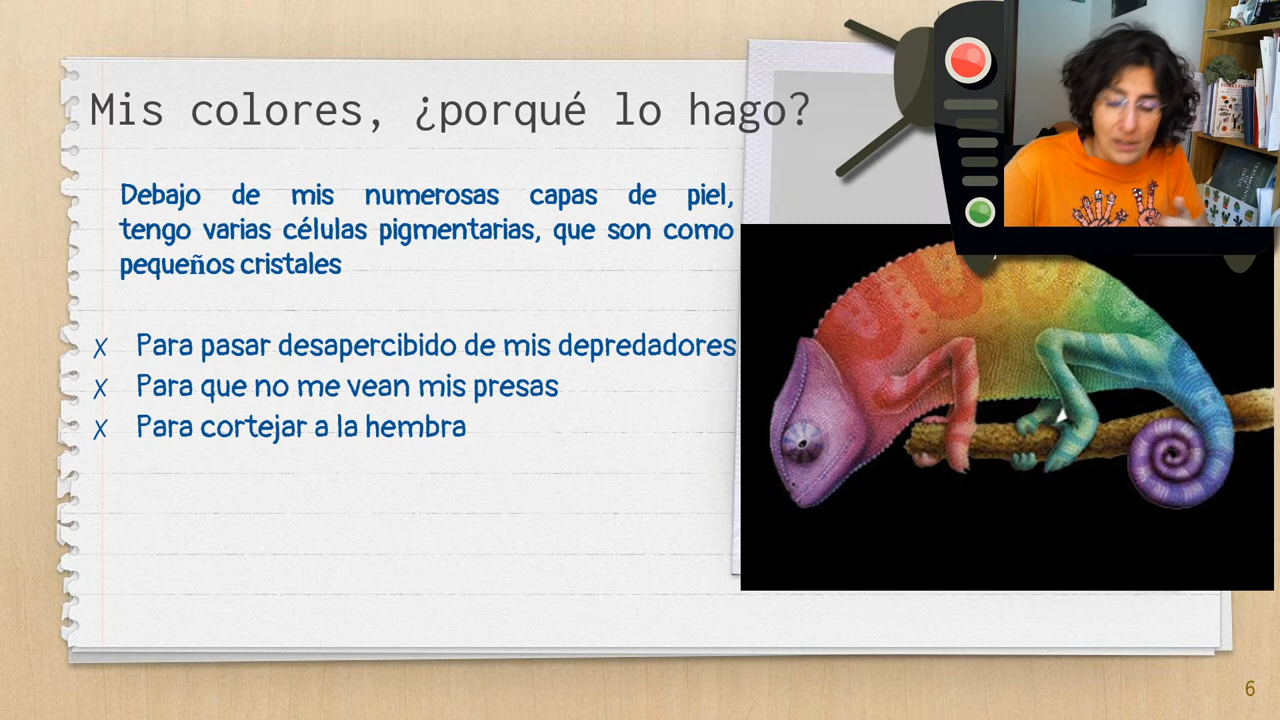 Mis colores, ¿porqué lo hago?
Debajo de mis numerosas capas de piel,
tengo varias células pigmentarias, que son como
pequeños cristales
x Para pasar desapercibido de mis depredadores
x Para que no me vean mis presas
x Para cortejar a la hembra
6